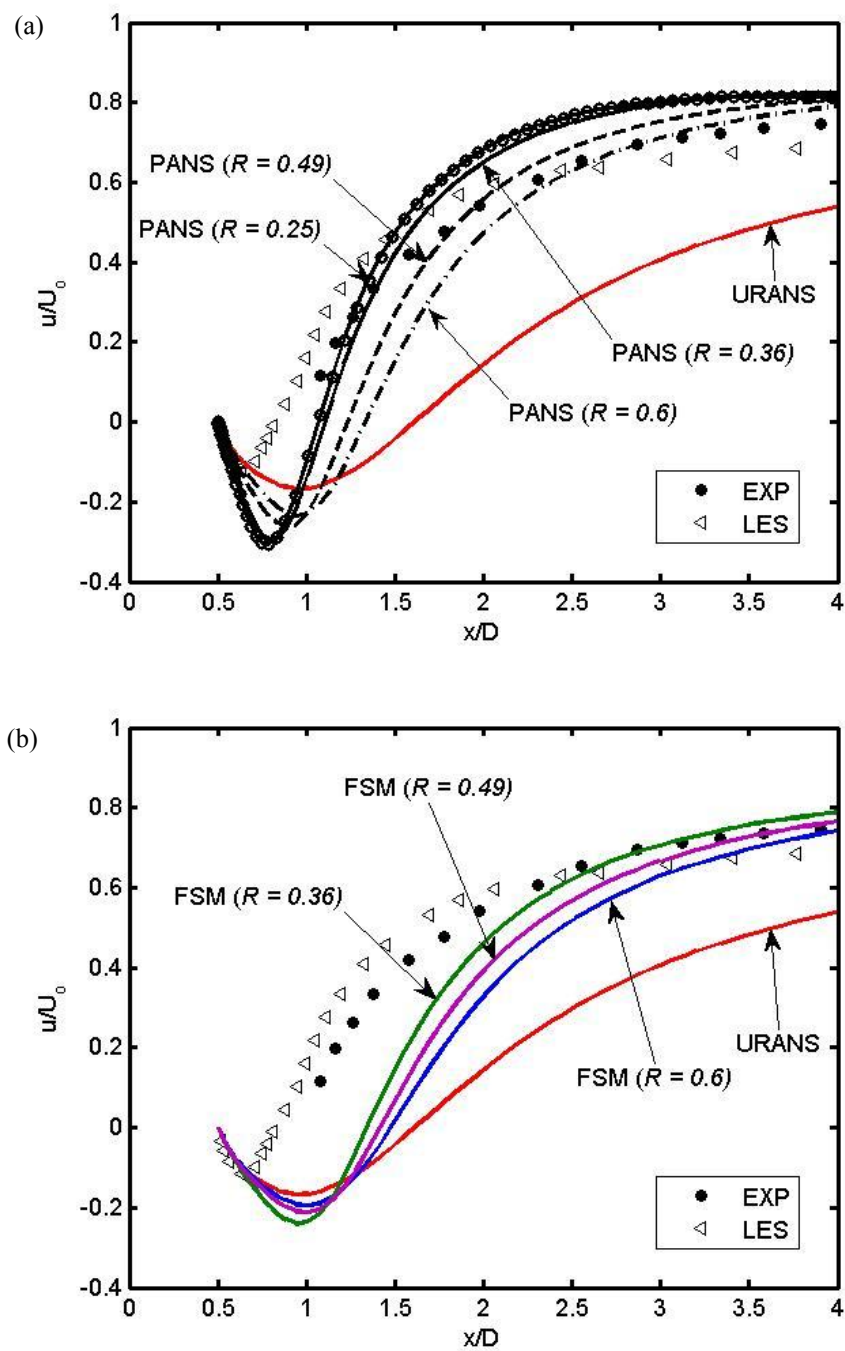 (a)
1
0.8
0.6
0.4
0.2
0
-0.2
-0.4
u/U₀
PANS (R = 0.49)
PANS (R = 0.25)
URANS
PANS (R = 0.36)
PANS (R = 0.6)
EXP
LES
0 0.5 1 1.5 2 2.5 3 3.5 4
x/D
(b)
1
0.8
0.6
0.4
0.2
0
-0.2
-0.4
u/U₀
FSM (R = 0.49)
FSM (R = 0.36)
URANS
FSM (R = 0.6)
EXP
LES
0 0.5 1 1.5 2 2.5 3 3.5 4
x/D